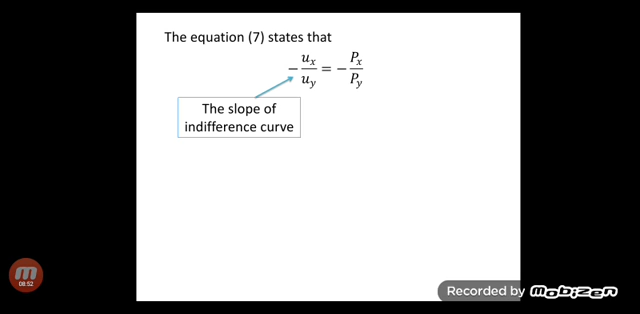 The equation (7) states that
− u_x / u_y = − P_x / P_y
The slope of
indifference curve
08:52
Recorded by Mobizen